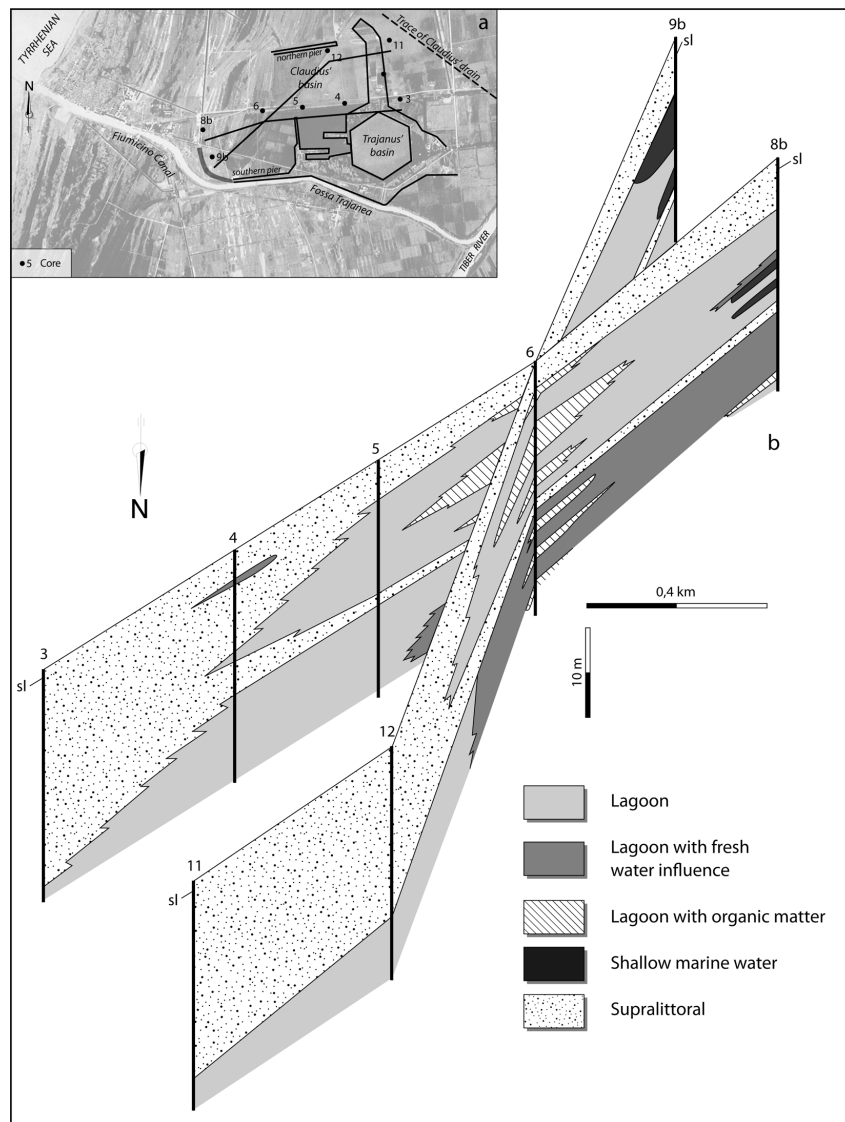 a
TYRRHENIAN
SEA
N
northern pier
Claudius'
basin
12
11
Trace of Claudius' drain
6
5
4
3
8b
9b
Trajanus'
basin
Fiumicino Canal
southern pier
Fossa Trajanea
TIBER RIVER
5 Core
9b
sl
8b
sl
6
b
5
N
4
0,4 km
3
sl
10 m
12
11
sl
Lagoon
Lagoon with fresh
water influence
Lagoon with organic matter
Shallow marine water
Supralittoral